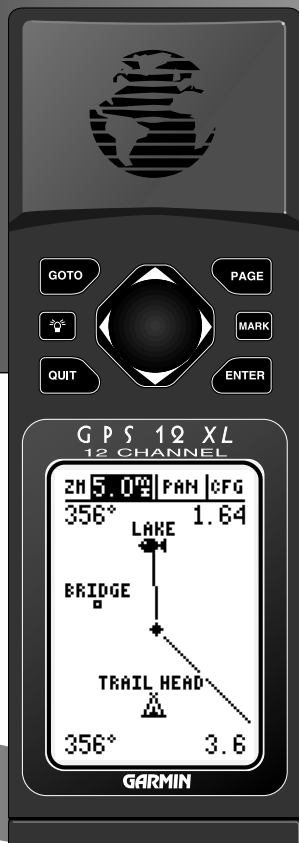 GOTO PAGE
MARK
QUIT ENTER
GPS 12 XL
12 CHANNEL
ZM 5.0mi PAN CFG
356° 1.64
LAKE
BRIDGE
TRAIL HEAD
356° 3.6
GARMIN